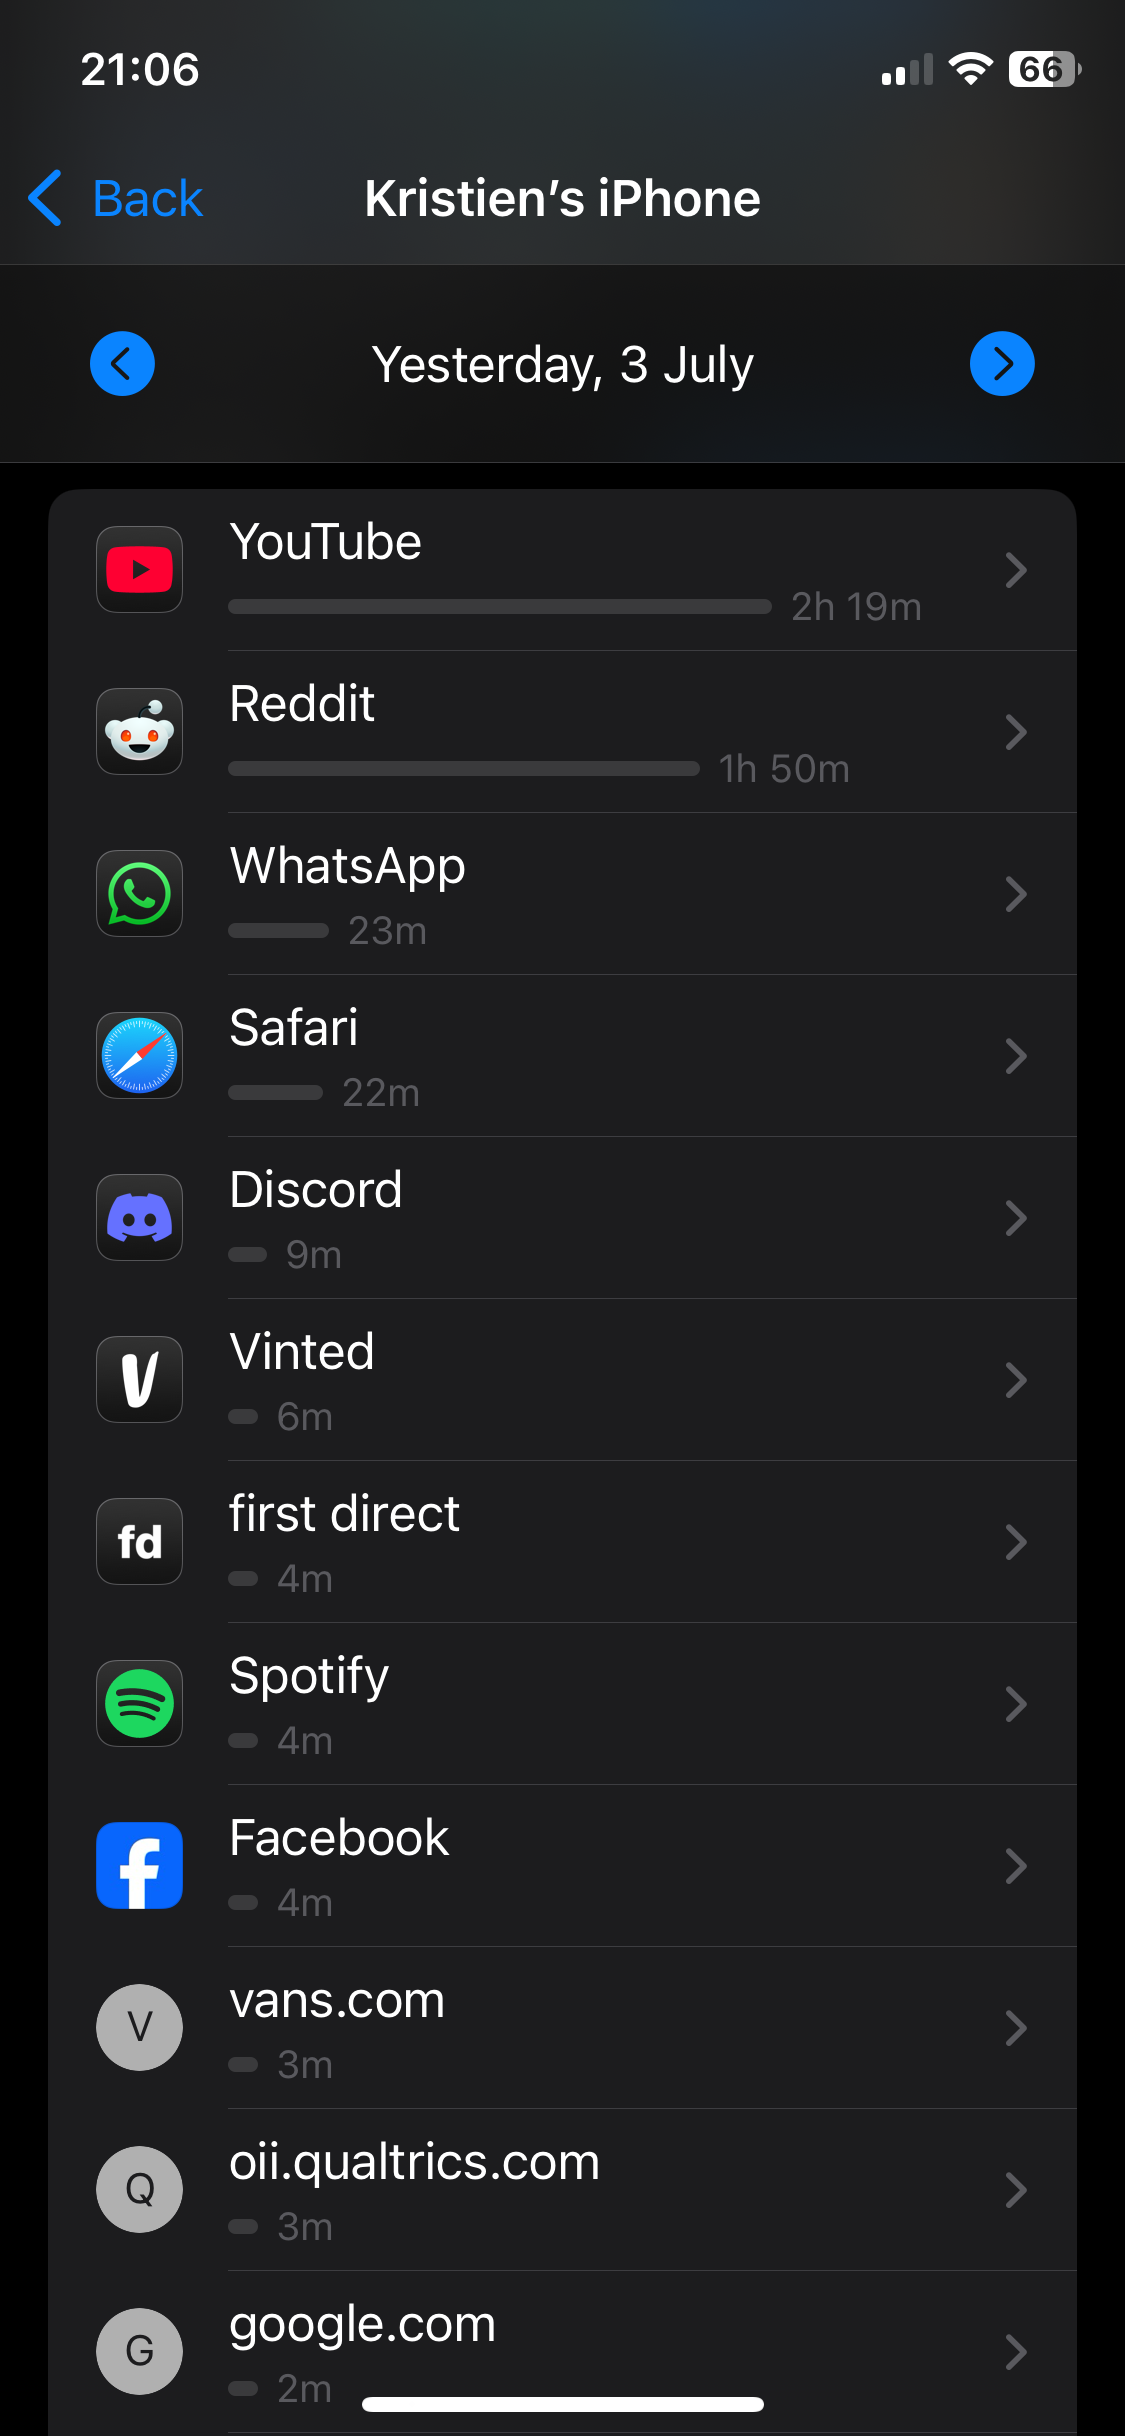 21:06
66
Back
Kristien’s iPhone
Yesterday, 3 July
YouTube
2h 19m
Reddit
1h 50m
WhatsApp
23m
Safari
22m
Discord
9m
Vinted
6m
fd
first direct
4m
Spotify
4m
Facebook
4m
V
vans.com
3m
Q
oii.qualtrics.com
3m
G
google.com
2m